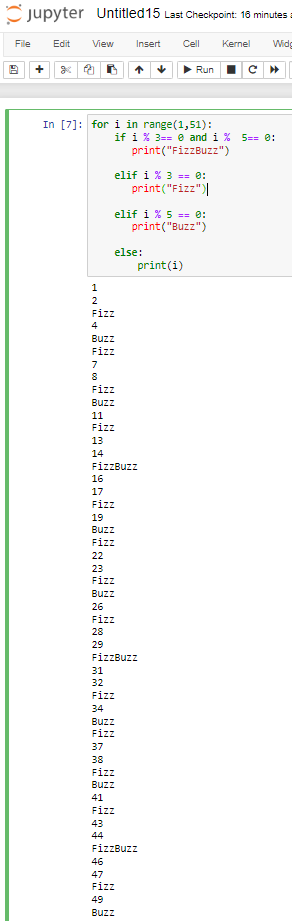 jupyter Untitled15 Last Checkpoint: 16 minutes a
File Edit View Insert Cell Kernel Widg
Run
In [7]: for i in range(1,51):
    if i % 3== 0 and i %  5== 0:
       print("FizzBuzz")
    elif i % 3 == 0:
       print("Fizz")
    elif i % 5 == 0:
       print("Buzz")
    else:
        print(i)
1
2
Fizz
4
Buzz
Fizz
7
8
Fizz
Buzz
11
Fizz
13
14
FizzBuzz
16
17
Fizz
19
Buzz
Fizz
22
23
Fizz
Buzz
26
Fizz
28
29
FizzBuzz
31
32
Fizz
34
Buzz
Fizz
37
38
Fizz
Buzz
41
Fizz
43
44
FizzBuzz
46
47
Fizz
49
Buzz